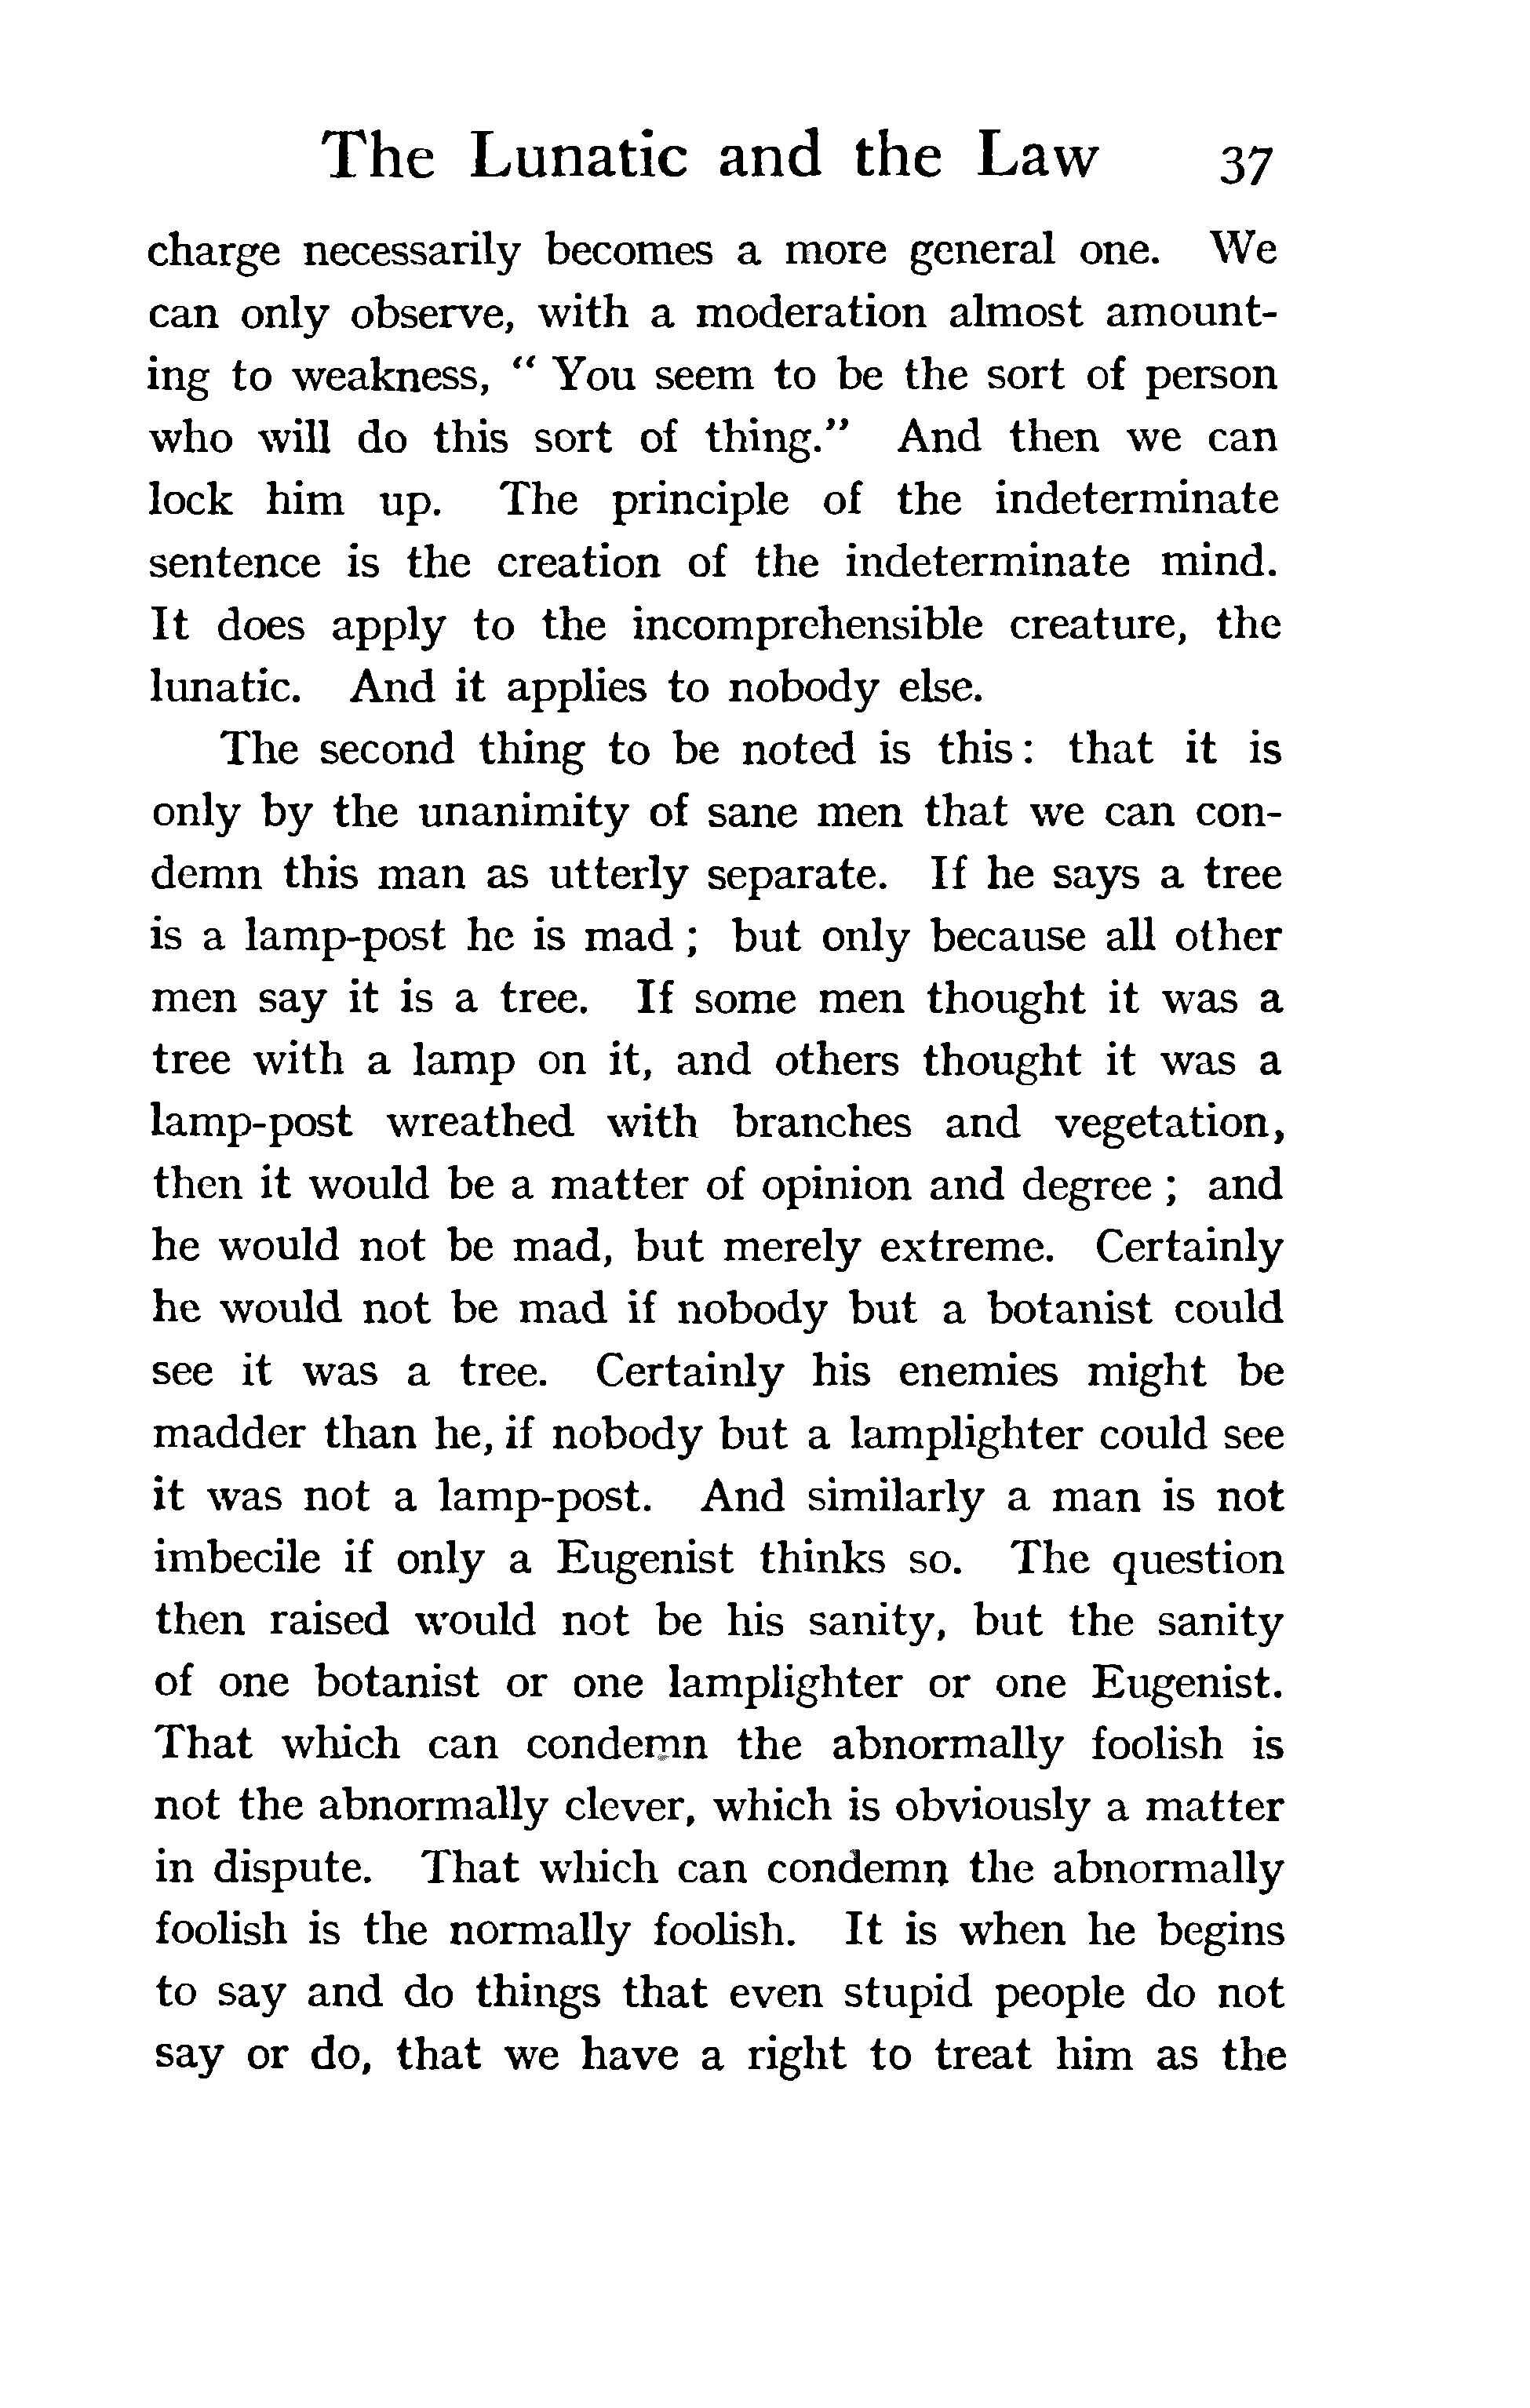 The Lunatic and the Law 37
charge necessarily becomes a more general one. We
can only observe, with a moderation almost amount-
ing to weakness, “ You seem to be the sort of person
who will do this sort of thing.” And then we can
lock him up. The principle of the indeterminate
sentence is the creation of the indeterminate mind.
It does apply to the incomprehensible creature, the
lunatic. And it applies to nobody else.
The second thing to be noted is this: that it is
only by the unanimity of sane men that we can con-
demn this man as utterly separate. If he says a tree
is a lamp-post he is mad ; but only because all other
men say it is a tree. If some men thought it was a
tree with a lamp on it, and others thought it was a
lamp-post wreathed with branches and vegetation,
then it would be a matter of opinion and degree ; and
he would not be mad, but merely extreme. Certainly
he would not be mad if nobody but a botanist could
see it was a tree. Certainly his enemies might be
madder than he, if nobody but a lamplighter could see
it was not a lamp-post. And similarly a man is not
imbecile if only a Eugenist thinks so. The question
then raised would not be his sanity, but the sanity
of one botanist or one lamplighter or one Eugenist.
That which can condemn the abnormally foolish is
not the abnormally clever, which is obviously a matter
in dispute. That which can condemn the abnormally
foolish is the normally foolish. It is when he begins
to say and do things that even stupid people do not
say or do, that we have a right to treat him as the